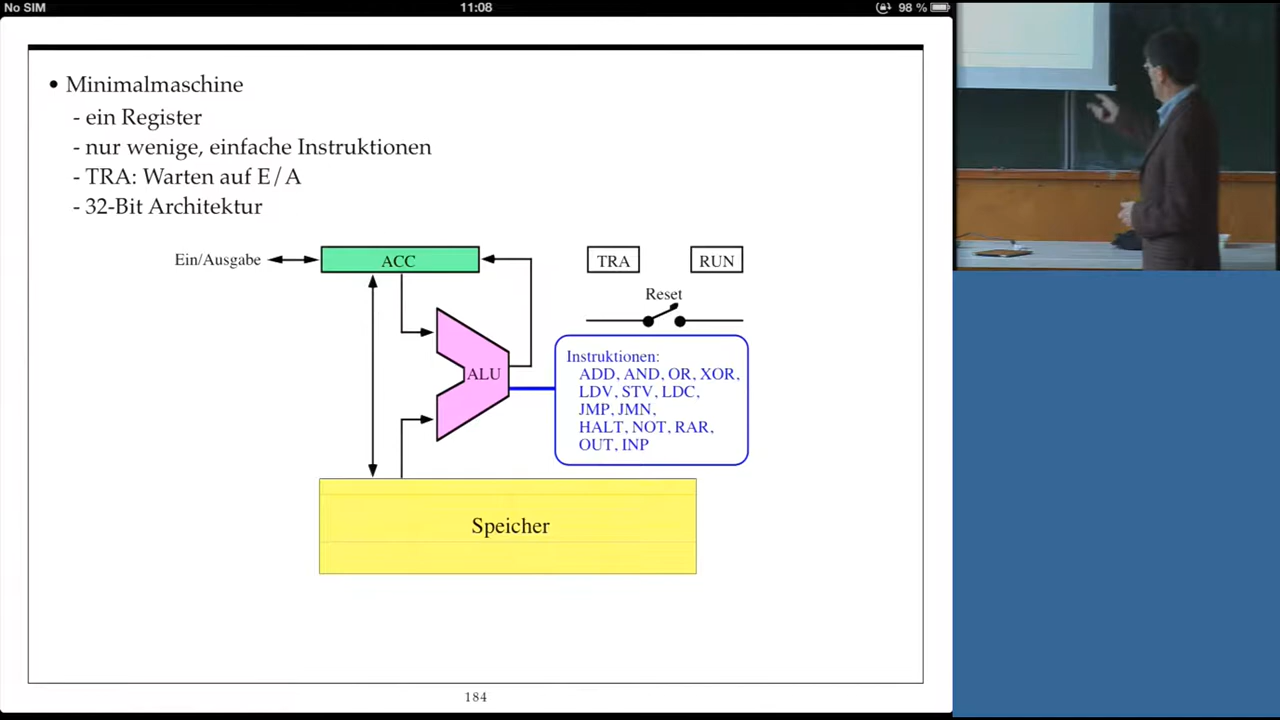 No SIM 11:08 98 %
• Minimalmaschine
- ein Register
- nur wenige, einfache Instruktionen
- TRA: Warten auf E/A
- 32-Bit Architektur
Ein/Ausgabe ACC TRA RUN
Reset
ALU
Instruktionen:
ADD, AND, OR, XOR,
LDV, STV, LDC,
JMP, JMN,
HALT, NOT, RAR,
OUT, INP
Speicher
184